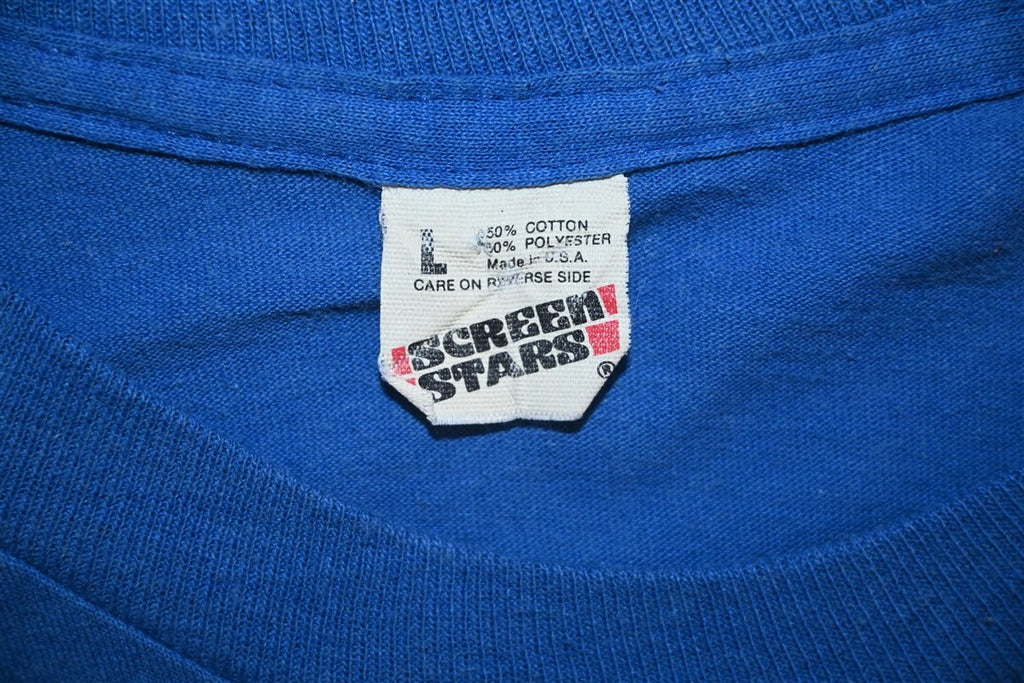 L
50% COTTON
50% POLYESTER
Made in U.S.A.
CARE ON REVERSE SIDE
SCREEN
STARS
®